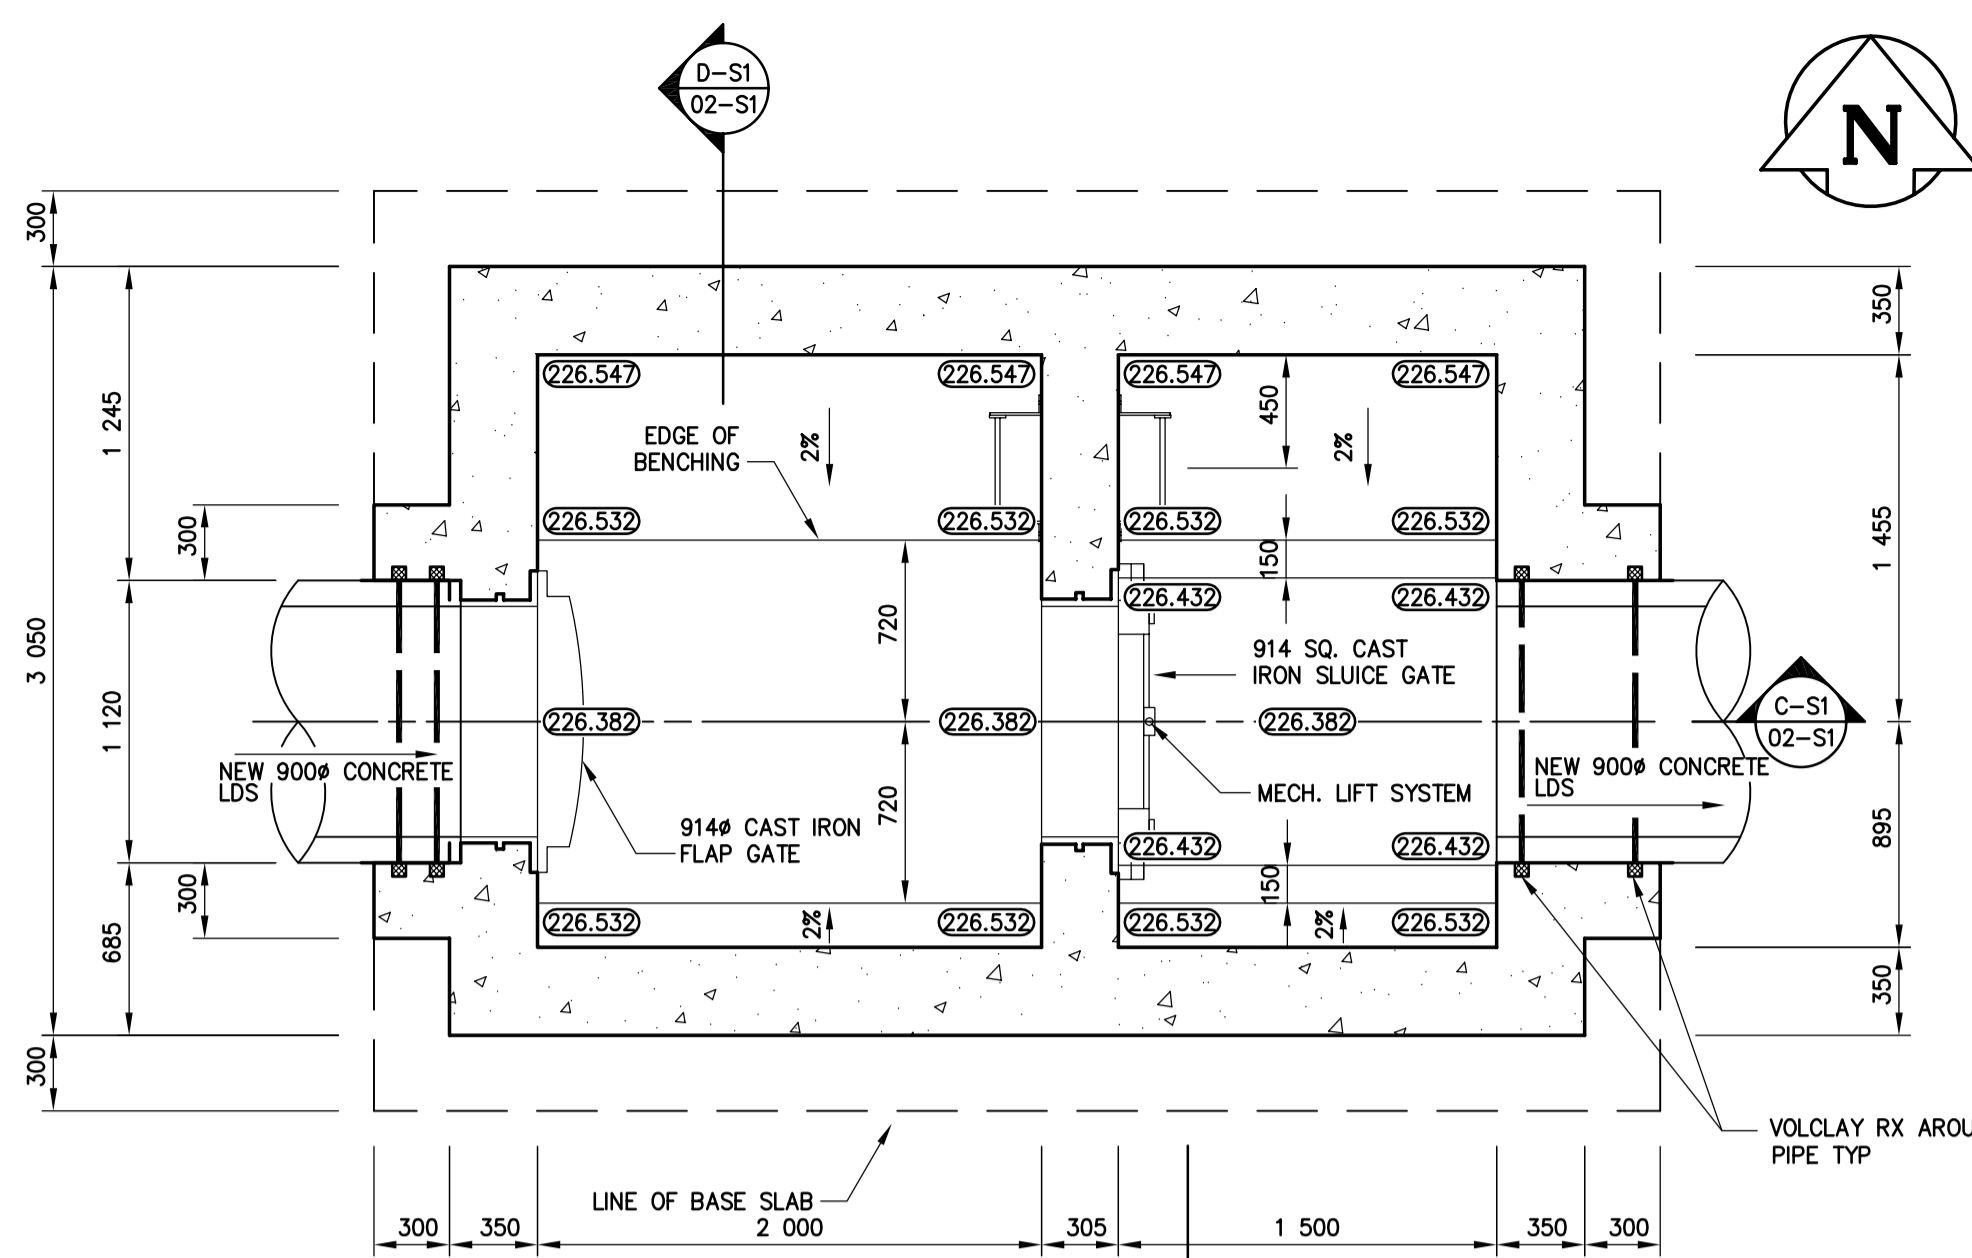 D-S1
02-S1
N
300
350
226.547
226.547
226.547
226.547
450
1 245
EDGE OF
BENCHING
2%
2%
226.532
226.532
226.532
226.532
300
150
1 455
226.432
226.432
720
3 050
914 SQ. CAST
IRON SLUICE GATE
1 120
226.382
226.382
226.382
C-S1
02-S1
NEW 900ø CONCRETE
LDS
NEW 900ø CONCRETE
LDS
MECH. LIFT SYSTEM
720
914ø CAST IRON
FLAP GATE
226.432
226.432
895
300
150
685
226.532
2%
226.532
226.532
2%
226.532
350
300
VOLCLAY RX AROU
PIPE TYP
LINE OF BASE SLAB
300
350
2 000
305
1 500
350
300